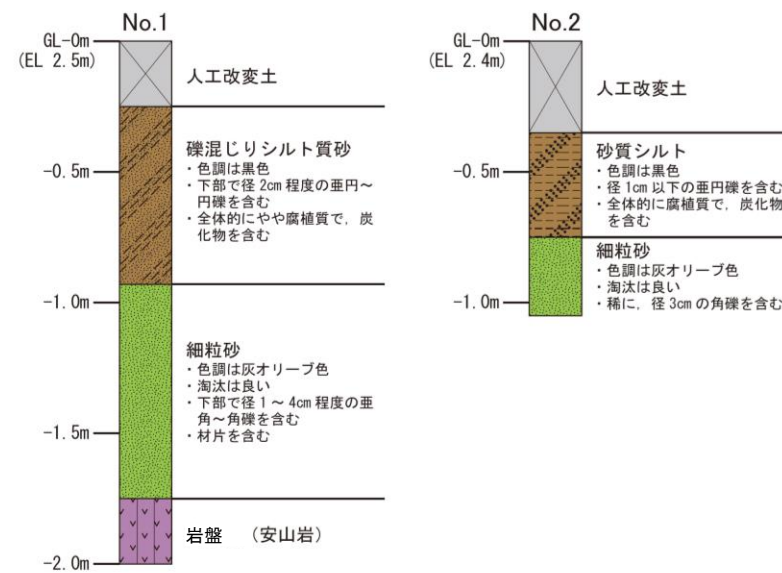 No.1
GL-0m
(EL 2.5m)
人工改変土
礫混じりシルト質砂
・色調は黒色
・下部で径 2cm 程度の亜円～
円礫を含む
・全体的にやや腐植質で，炭
化物を含む
-0.5m
-1.0m
細粒砂
・色調は灰オリーブ色
・淘汰は良い
・下部で径 1 ～ 4cm 程度の亜
角～角礫を含む
・材片を含む
-1.5m
岩盤　（安山岩）
-2.0m
No.2
GL-0m
(EL 2.4m)
人工改変土
砂質シルト
・色調は黒色
・径 1cm 以下の亜円礫を含む
・全体的に腐植質で，炭化物
を含む
-0.5m
細粒砂
・色調は灰オリーブ色
・淘汰は良い
・稀に，径 3cm の角礫を含む
-1.0m